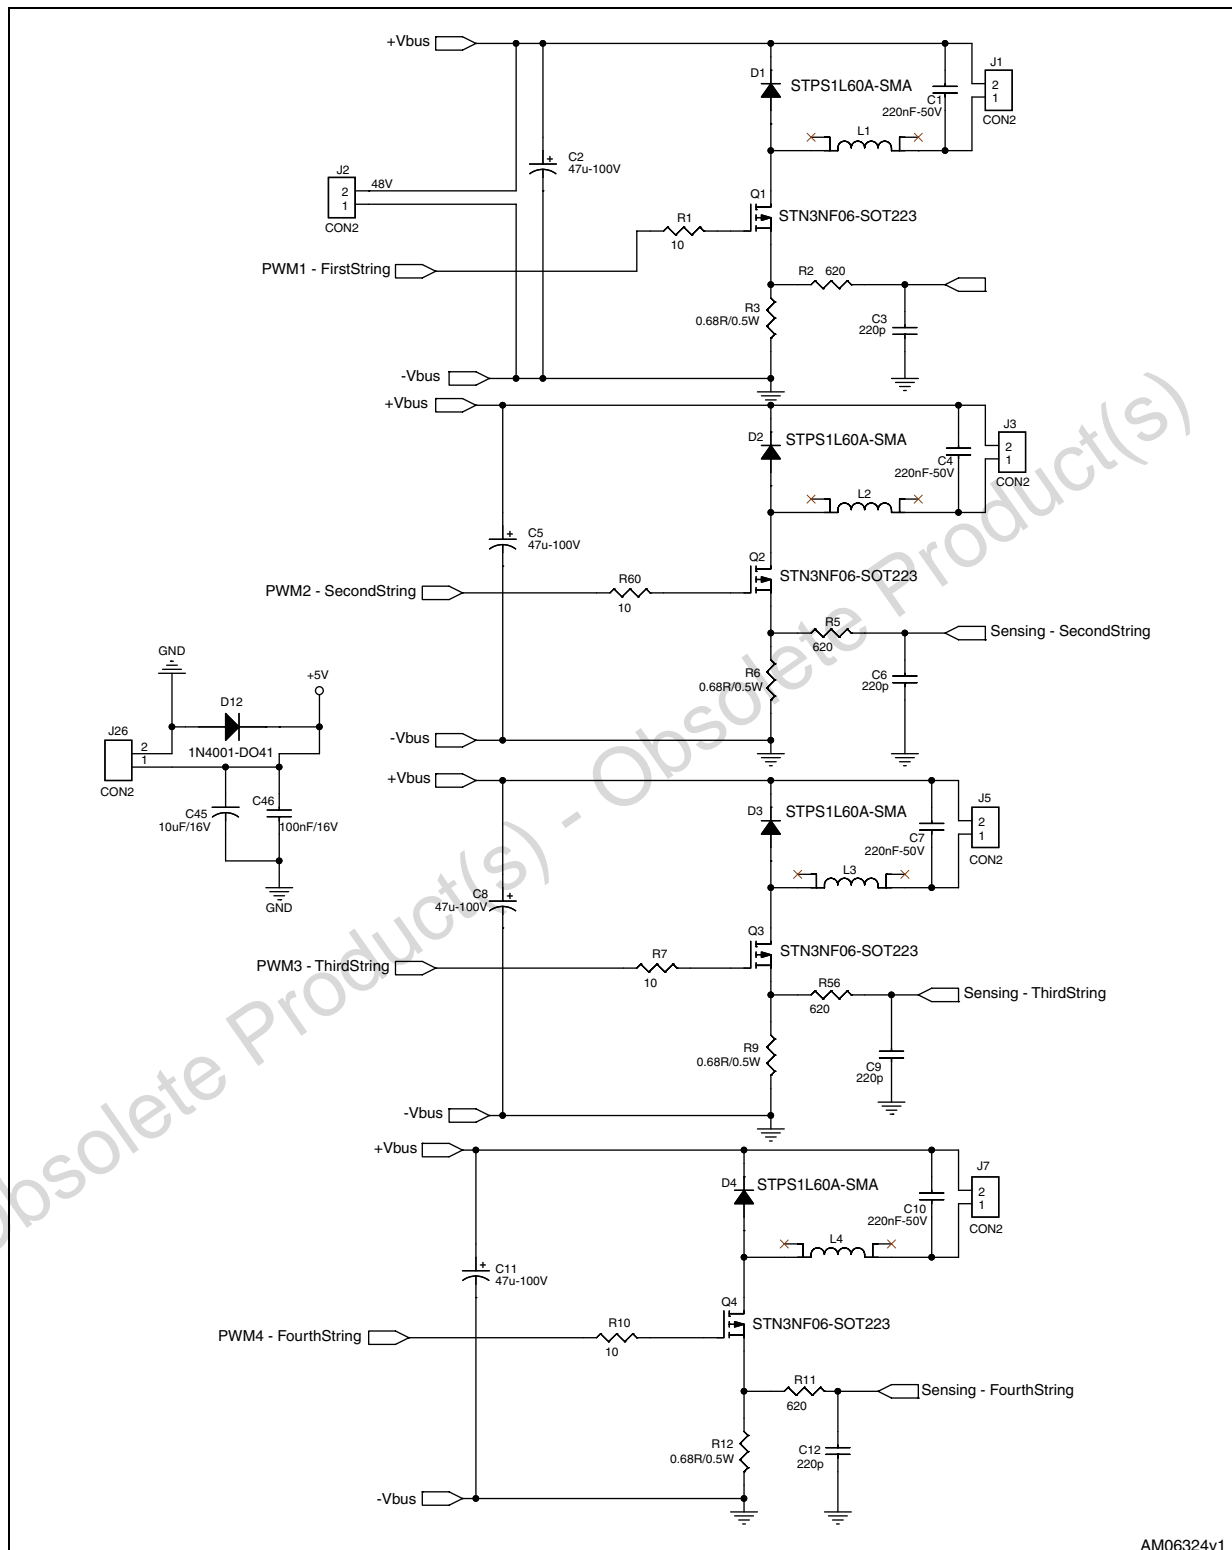 +Vbus
J1
D1
STPS1L60A-SMA
2
1
C1
220nF-50V
CON2
L1
C2
47u-100V
J2
48V
2
1
CON2
Q1
STN3NF06-SOT223
R1
10
PWM1 - FirstString
R2 620
R3
0.68R/0.5W
C3
220p
-Vbus
+Vbus
J3
D2
STPS1L60A-SMA
2
1
C4
220nF-50V
CON2
L2
C5
47u-100V
Q2
STN3NF06-SOT223
R60
10
PWM2 - SecondString
R5
620
Sensing - SecondString
R6
0.68R/0.5W
C6
220p
-Vbus
GND
+5V
D12
J26
2
1
1N4001-DO41
CON2
C45
10uF/16V
C46
100nF/16V
GND
+Vbus
J5
D3
STPS1L60A-SMA
2
1
C7
220nF-50V
CON2
L3
C8
47u-100V
Q3
STN3NF06-SOT223
R7
10
PWM3 - ThirdString
R56
620
Sensing - ThirdString
R9
0.68R/0.5W
C9
220p
-Vbus
+Vbus
J7
D4
STPS1L60A-SMA
2
1
C10
220nF-50V
CON2
L4
C11
47u-100V
Q4
STN3NF06-SOT223
R10
10
PWM4 - FourthString
R11
620
Sensing - FourthString
R12
0.68R/0.5W
C12
220p
-Vbus
AM06324v1
Obsolete Product(s) - Obsolete Product(s)